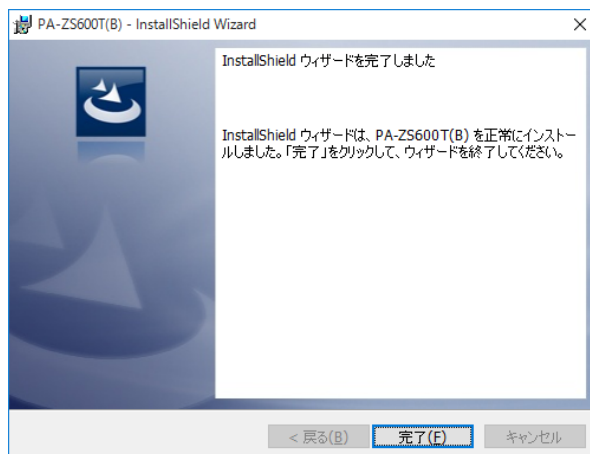 PA-ZS600T(B) - InstallShield Wizard
InstallShield ウィザードを完了しました
InstallShield ウィザードは、PA-ZS600T(B) を正常にインストー
ルしました。「完了」をクリックして、ウィザードを終了してください。
< 戻る(B) 完了(F) キャンセル